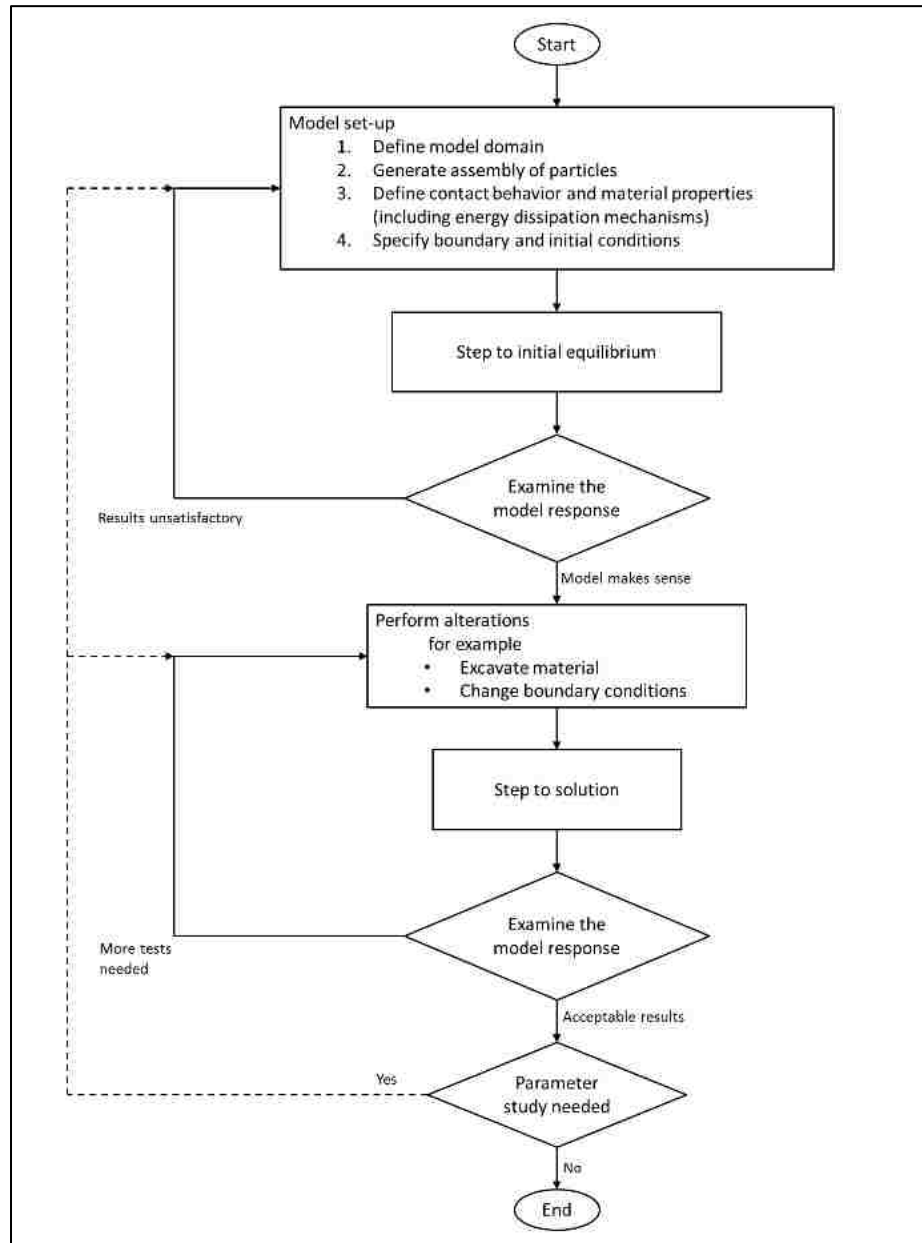 Start
Model set-up
1. Define model domain
2. Generate assembly of particles
3. Define contact behavior and material properties
(including energy dissipation mechanisms)
4. Specify boundary and initial conditions
Step to initial equilibrium
Examine the
model response
Results unsatisfactory
Model makes sense
Perform alterations
for example
• Excavate material
• Change boundary conditions
Step to solution
Examine the
model response
More tests
needed
Acceptable results
Yes
Parameter
study needed
No
End